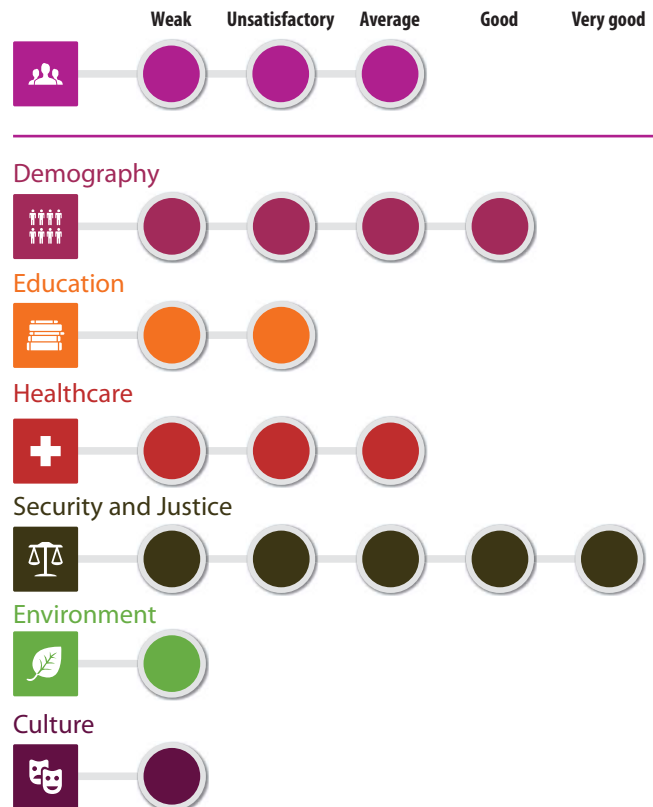 Weak Unsatisfactory Average Good Very good
Demography
Education
Healthcare
Security and Justice
Environment
Culture